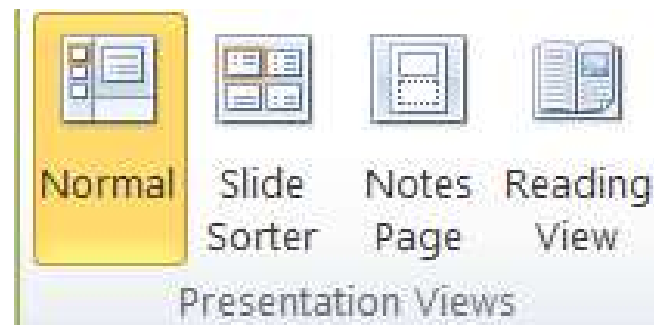 Normal Slide Notes Reading
Sorter Page View
Presentation Views